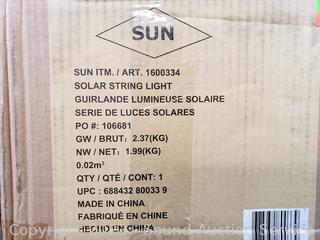 SUN
SUN ITM. / ART. 1600334
SOLAR STRING LIGHT
GUIRLANDE LUMINEUSE SOLAIRE
SERIE DE LUCES SOLARES
PO #: 106681
GW / BRUT: 2.37(KG)
NW / NET: 1.99(KG)
0.02m³
QTY / QTÉ / CONT: 1
UPC : 688432 80033 9
MADE IN CHINA
FABRIQUÉ EN CHINE
HECHO EN CHINA